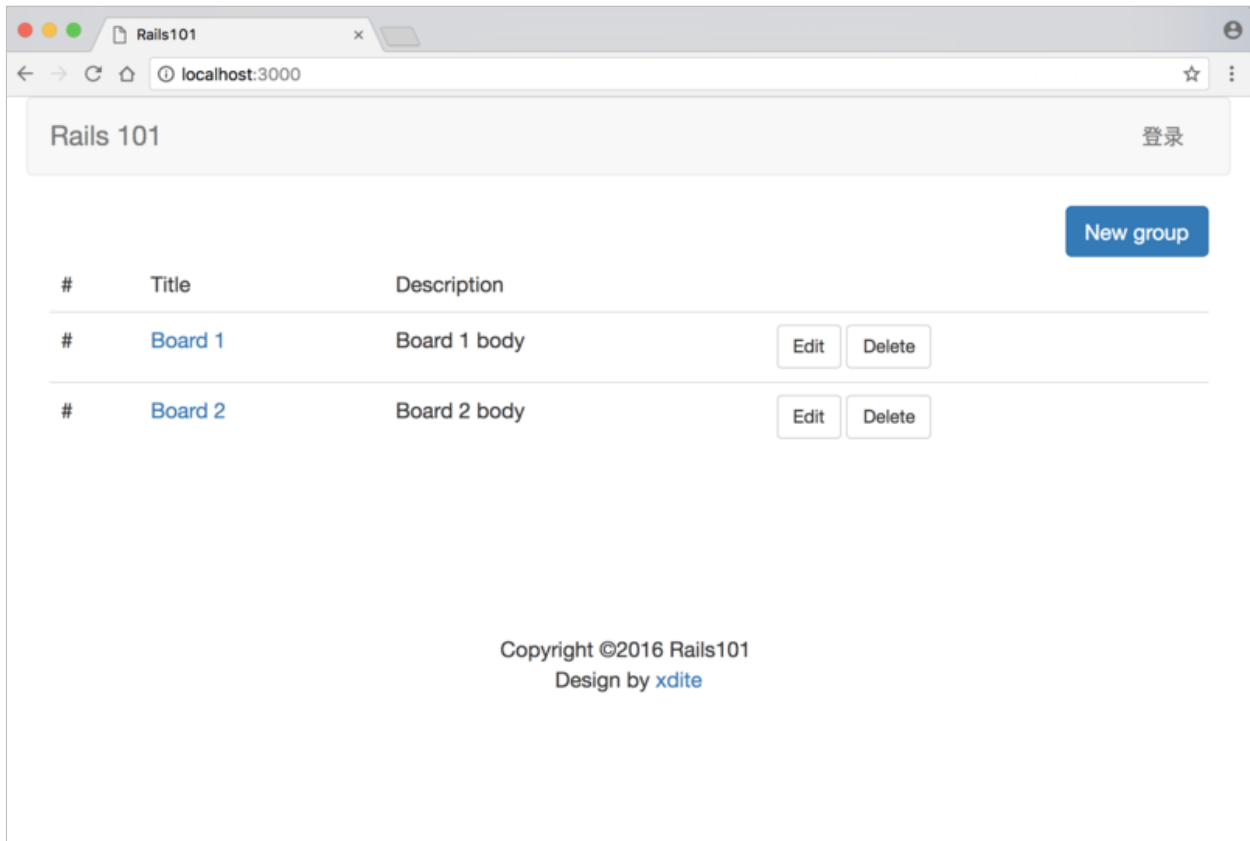 Rails101
localhost:3000
Rails 101 登录
New group
# Title Description
# Board 1 Board 1 body Edit Delete
# Board 2 Board 2 body Edit Delete
Copyright ©2016 Rails101
Design by xdite